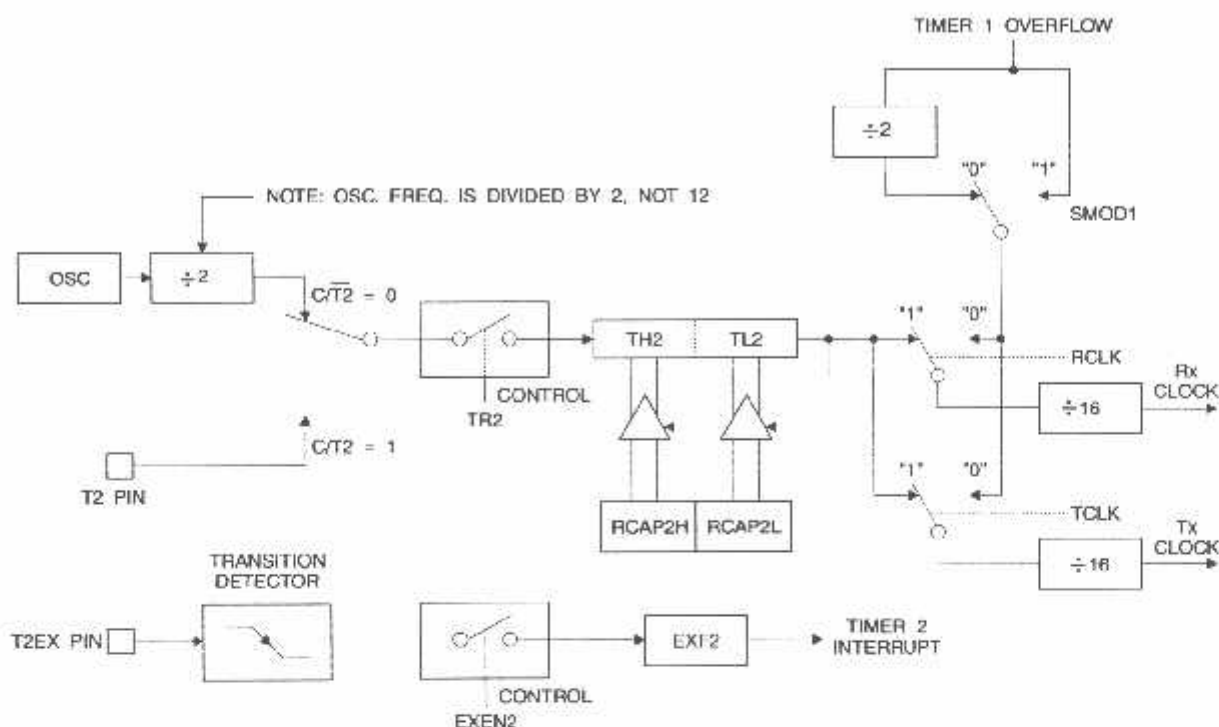 TIMER 1 OVERFLOW
÷2
"0" "1"
SMOD1
NOTE: OSC. FREQ. IS DIVIDED BY 2, NOT 12
OSC
÷2
C/T̅2̅ = 0
"1" "0"
TH2
TL2
RCLK
Rx
CLOCK
÷16
CONTROL
TR2
C/T2 = 1
T2 PIN
"1" "0"
RCAP2H
RCAP2L
TCLK
Tx
CLOCK
÷16
TRANSITION
DETECTOR
T2EX PIN
EXF2
TIMER 2
INTERRUPT
CONTROL
EXEN2